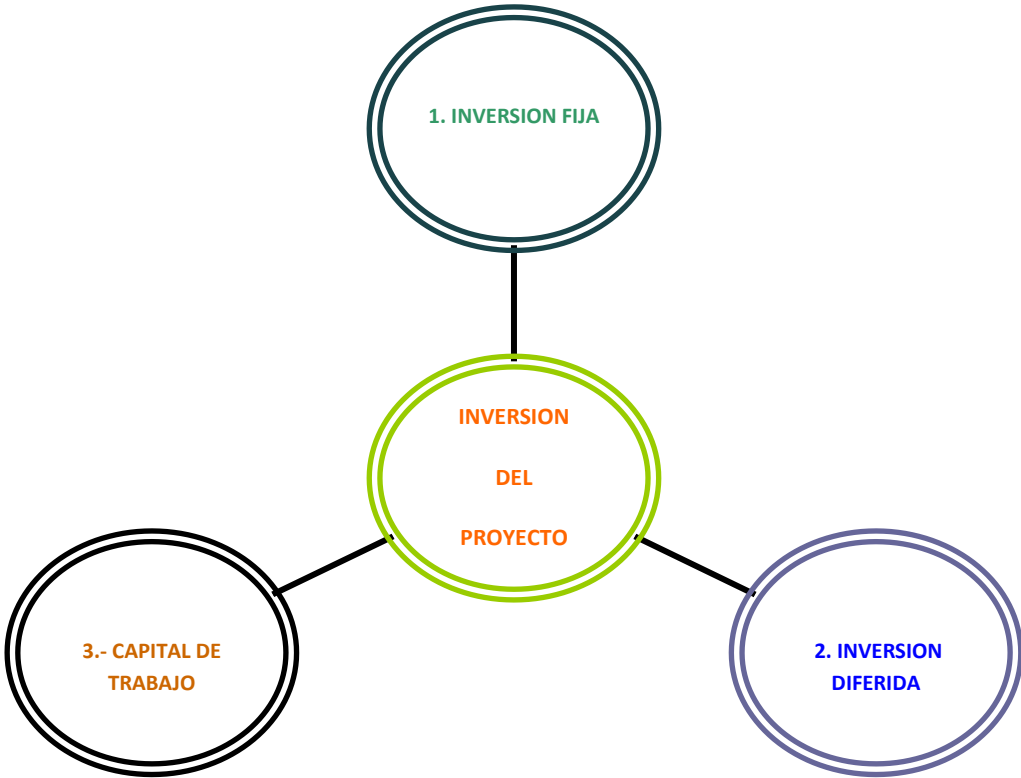 1. INVERSION FIJA
INVERSION
DEL
PROYECTO
3.- CAPITAL DE
TRABAJO
2. INVERSION
DIFERIDA